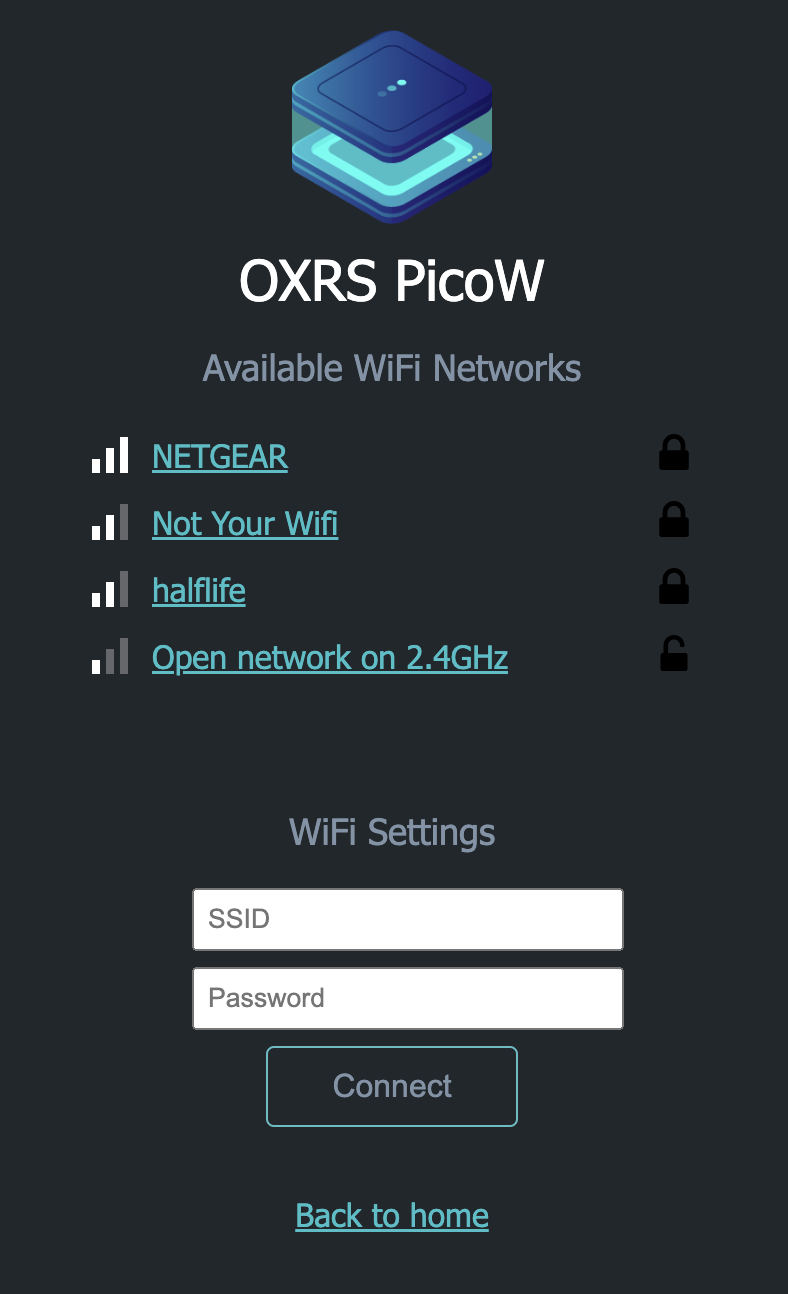 OXRS PicoW
Available WiFi Networks
NETGEAR
Not Your Wifi
halflife
Open network on 2.4GHz
WiFi Settings
SSID
Password
Connect
Back to home